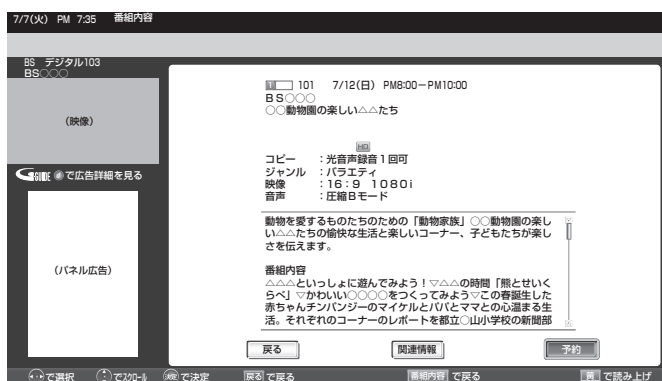 7/7(火) PM 7:35 番組内容
BS デジタル103
BS○○○
(映像)
GGUIDE でで広告詳細を見る
(パネル広告)
101 7/12(日) PM8:00−PM10:00
BS○○○
○○動物園の楽しい△△たち
HD
コピー :光音声録音1回可
ジャンル :バラエティ
映像 :16:9 1080i
音声 :圧縮Bモード
動物を愛するものたちのための「動物家族」○○動物園の楽し
い△△たちの愉快な生活と楽しいコーナー、子どもたちが楽し
さを伝えます。
番組内容
△△△といっしょに遊んでみよう!▽△△の時間「熊とせいく
らべ」▽かわいい○○○○をつくってみよう▽この春誕生した
赤ちゃんチンパンジーのマイケルとパパとママとの心温まる生
活。それぞれのコーナーのレポートを都立○山小学校の新聞部
戻る 関連情報 予約
で選択 でスクロール 決定 で決定 戻る で戻る 番組内容 で戻る 黄 で読み上げ